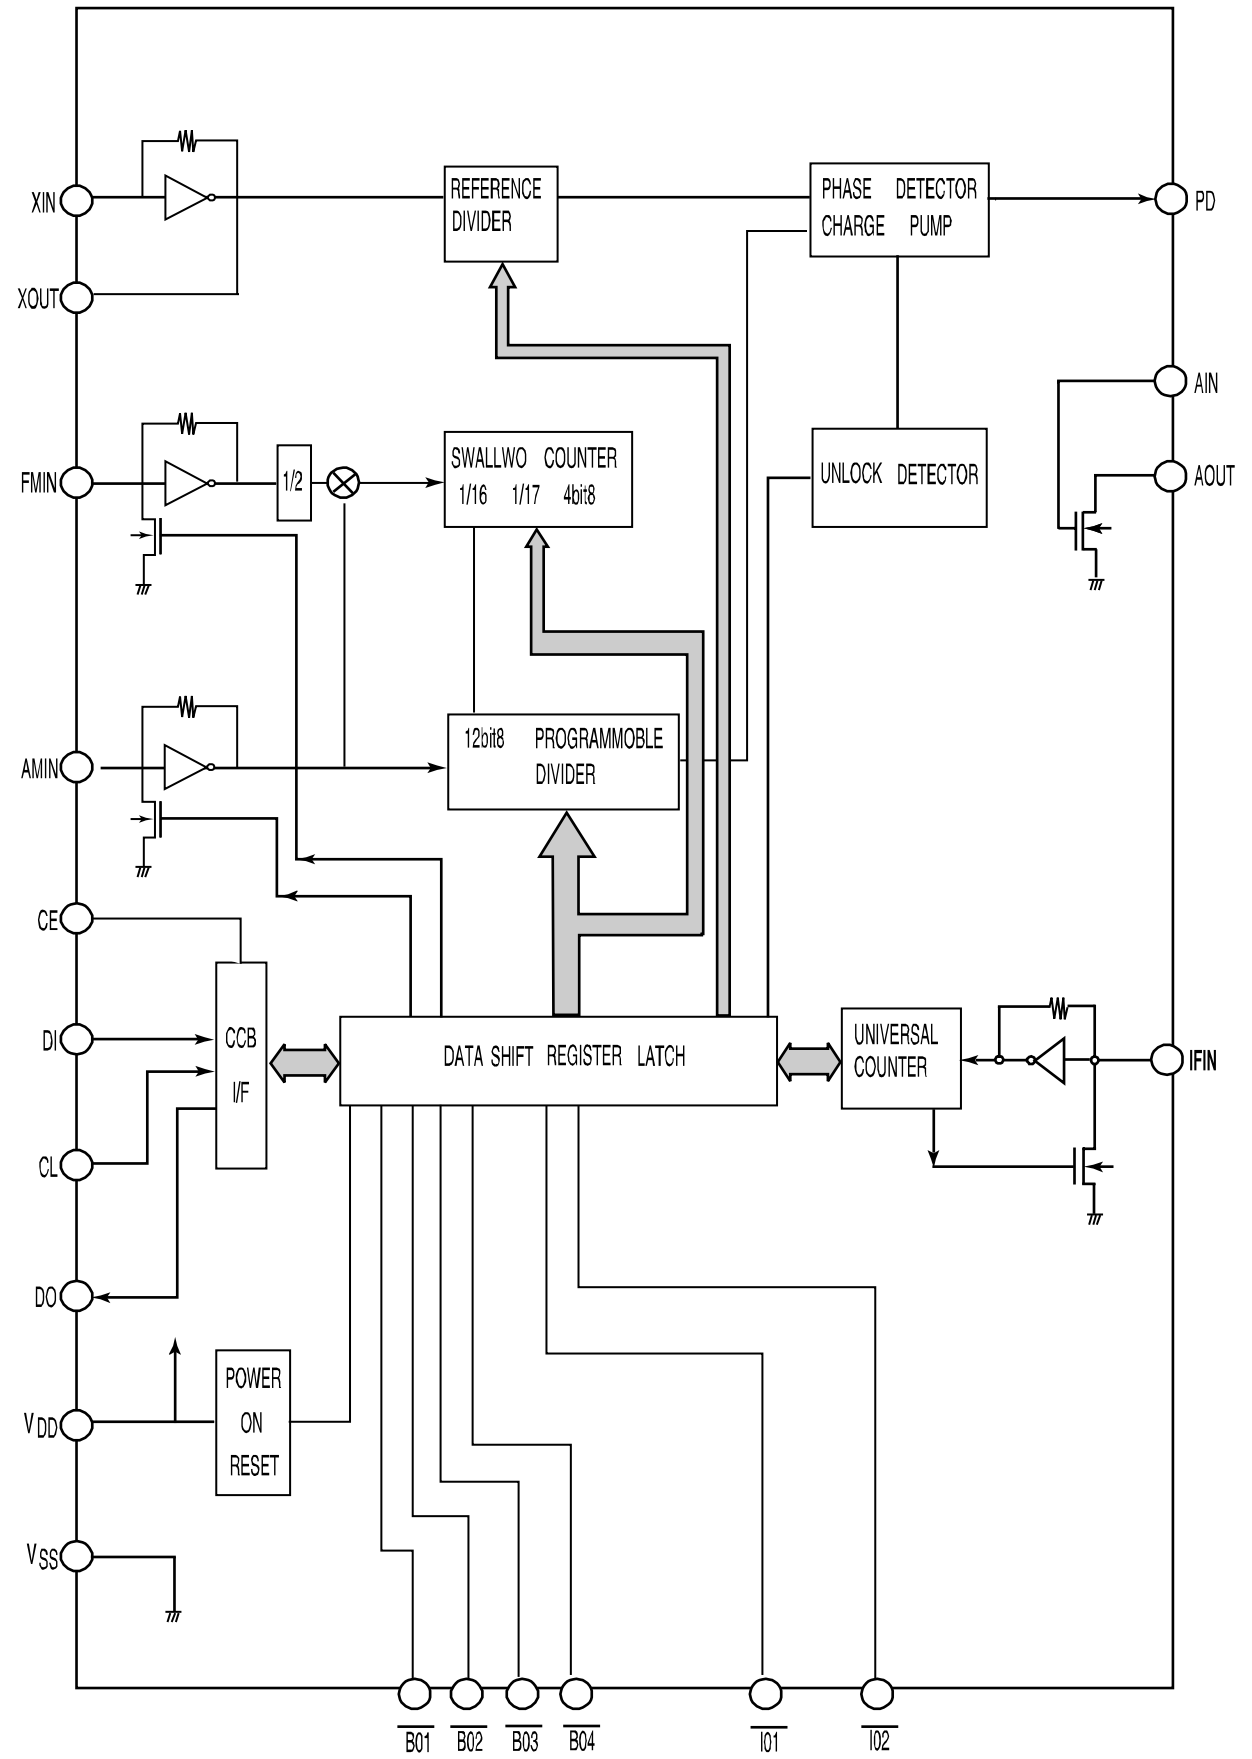 XIN
REFERENCE
DIVIDER
PHASE DETECTOR
CHARGE PUMP
PD
XOUT
AIN
FMIN
1/2
SWALLWO COUNTER
1/16 1/17 4bit8
UNLOCK DETECTOR
AOUT
AMIN
12bit8 PROGRAMMOBLE
DIVIDER
CE
DI
CCB
I/F
DATA SHIFT REGISTER LATCH
UNIVERSAL
COUNTER
IFIN
CL
DO
POWER
ON
RESET
VDD
VSS
B01 B02 B03 B04 I01 I02